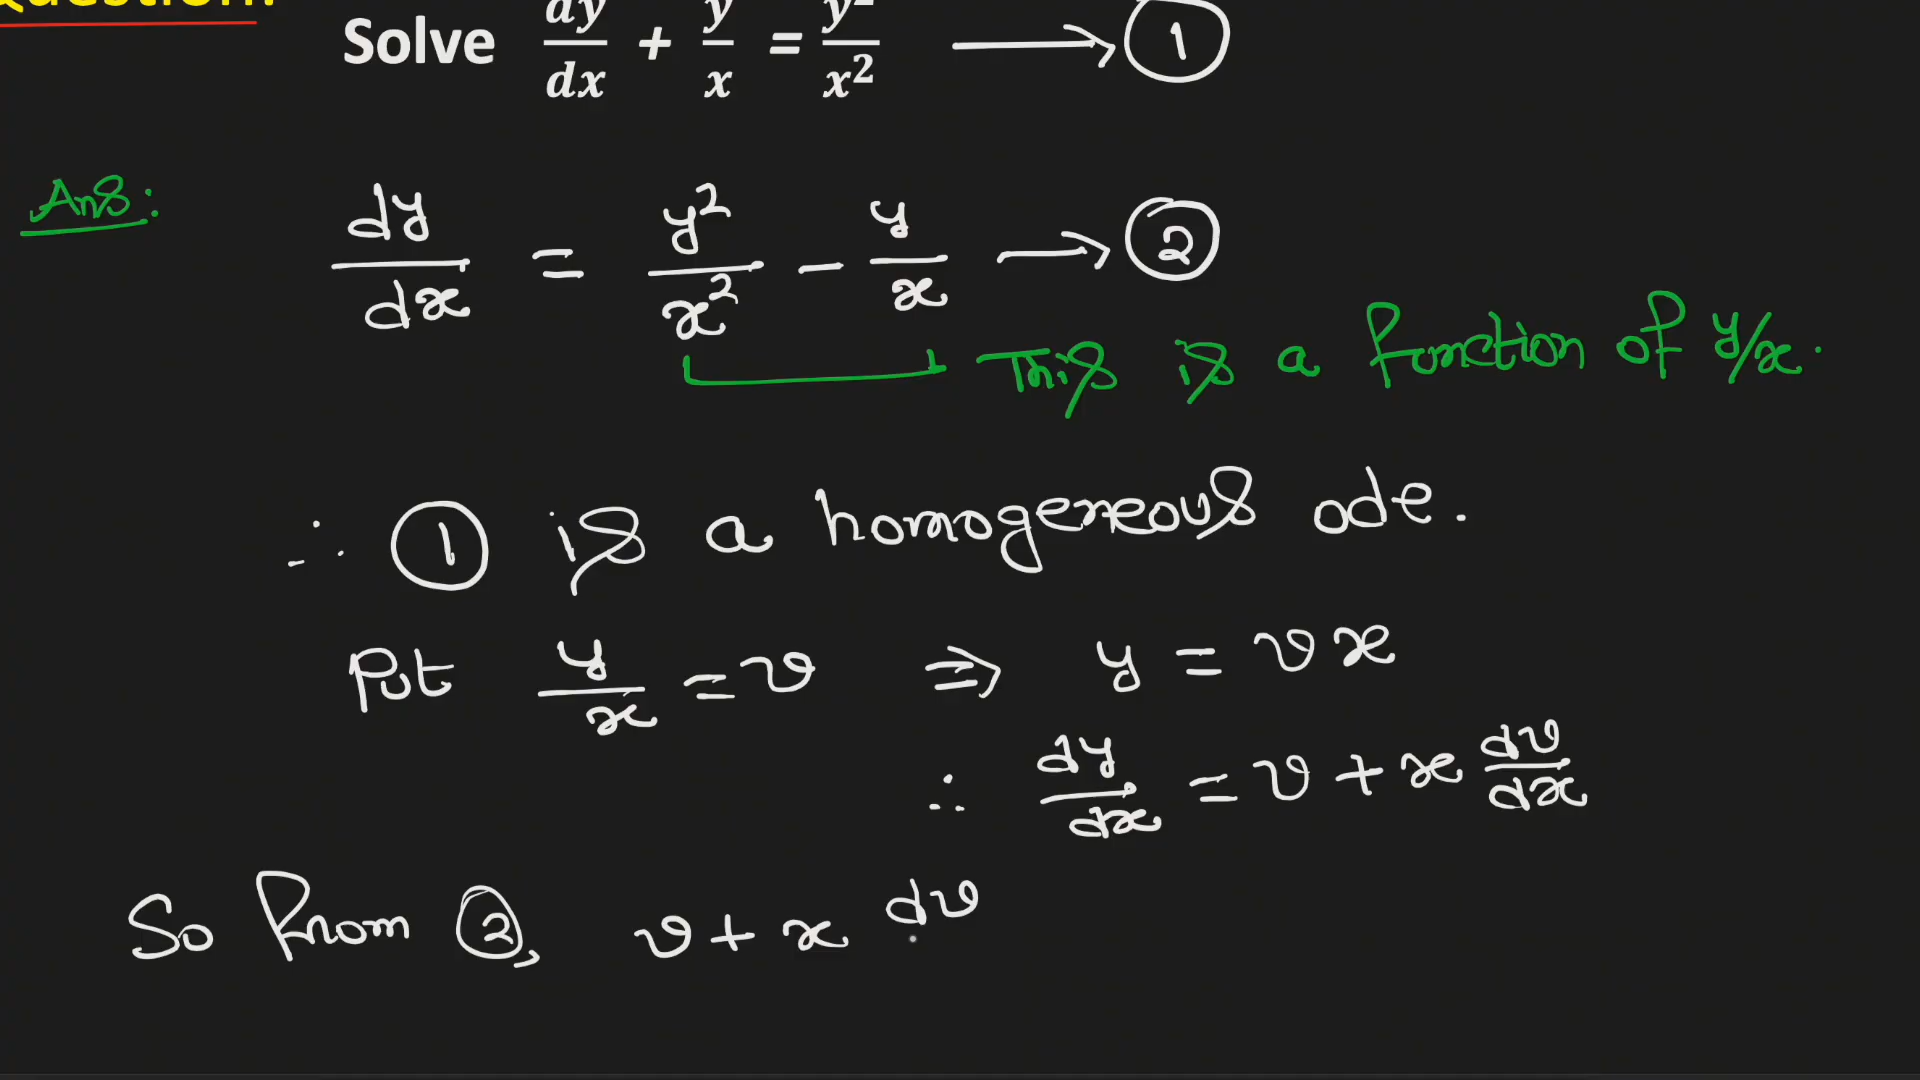 Question:
Solve dy/dx + y/x = y²/x² ⟶ ①
Ans:
dy/dx = y²/x² - y/x ⟶ ②
This is a function of y/x.
∴ ① is a homogeneous ode.
Put y/x = v ⇒ y = vx
∴ dy/dx = v + x dv/dx
So from ②, v + x dv